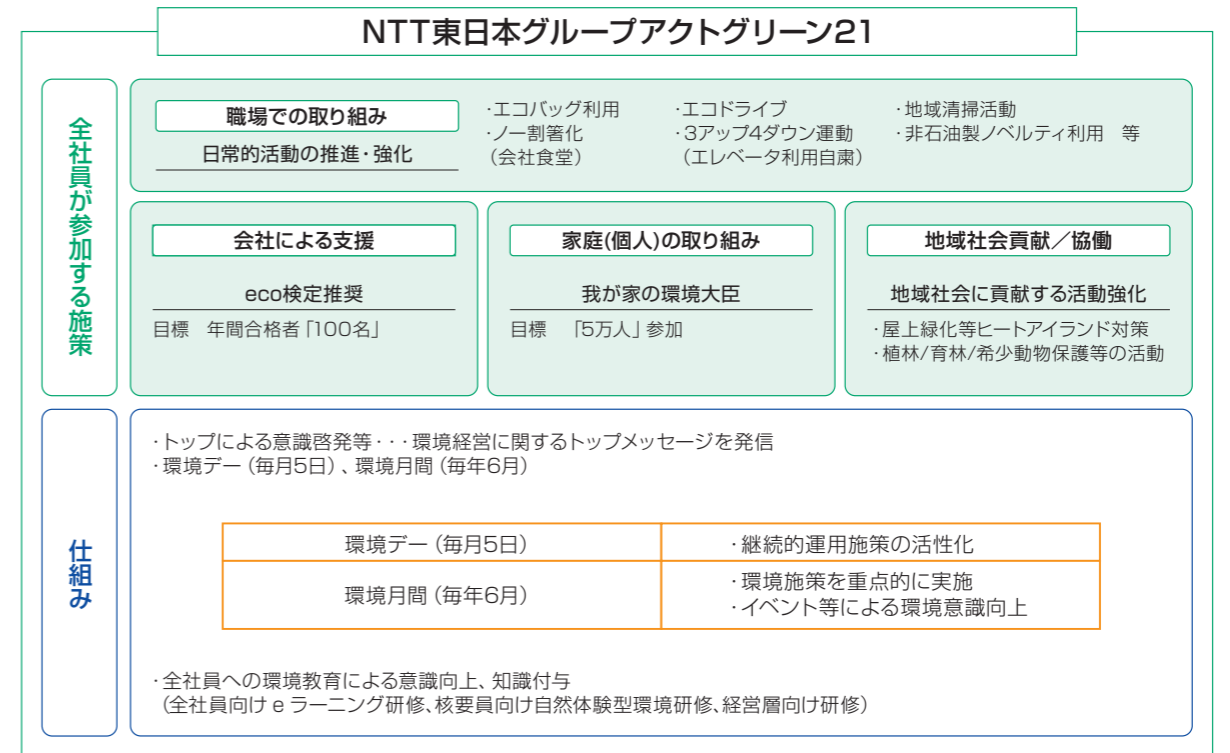 NTT東日本グループアクトグリーン21
全社員が参加する施策
職場での取り組み
日常的活動の推進・強化
・エコバッグ利用
・ノー割箸化
(会社食堂)
・エコドライブ
・3アップ4ダウン運動
(エレベータ利用自粛)
・地域清掃活動
・非石油製ノベルティ利用 等
会社による支援
eco検定推奨
目標 年間合格者「100名」
家庭(個人)の取り組み
我が家の環境大臣
目標 「5万人」参加
地域社会貢献／協働
地域社会に貢献する活動強化
・屋上緑化等ヒートアイランド対策
・植林/育林/希少動物保護等の活動
仕組み
・トップによる意識啓発等・・・環境経営に関するトップメッセージを発信
・環境デー(毎月5日)、環境月間(毎年6月)
環境デー(毎月5日)
・継続的運用施策の活性化
環境月間(毎年6月)
・環境施策を重点的に実施
・イベント等による環境意識向上
・全社員への環境教育による意識向上、知識付与
(全社員向けeラーニング研修、核要員向け自然体験型環境研修、経営層向け研修)